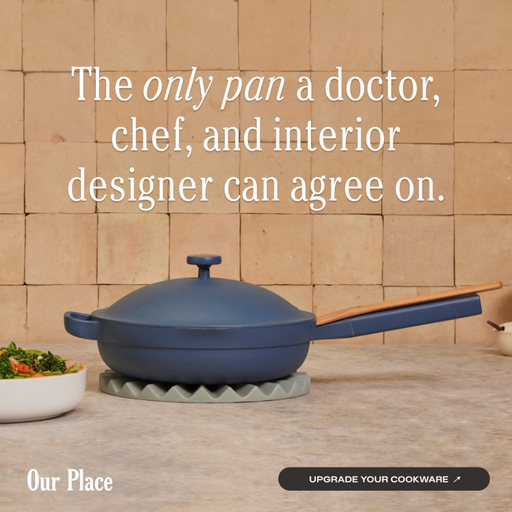 The only pan a doctor,
chef, and interior
designer can agree on.
Our Place
UPGRADE YOUR COOKWARE ↗